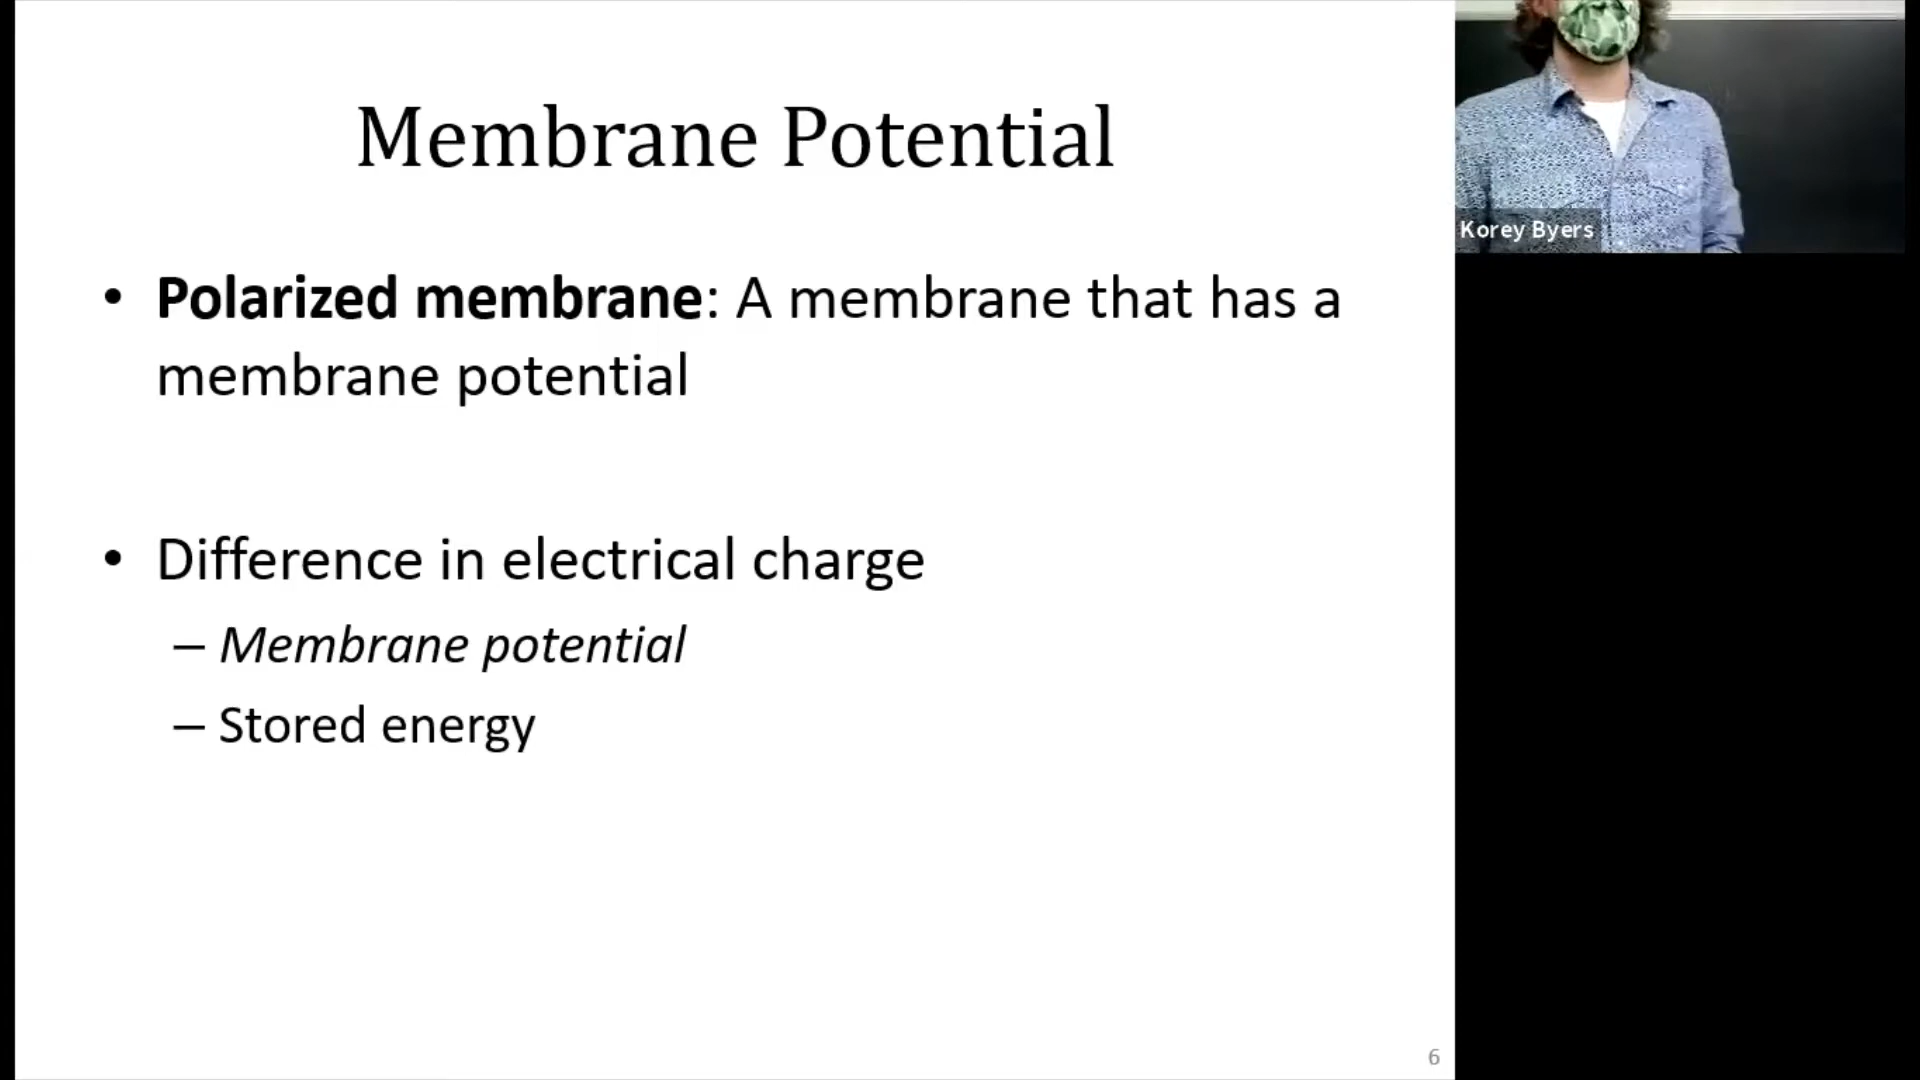 Membrane Potential
• Polarized membrane: A membrane that has a
membrane potential
• Difference in electrical charge
– Membrane potential
– Stored energy
6
Korey Byers